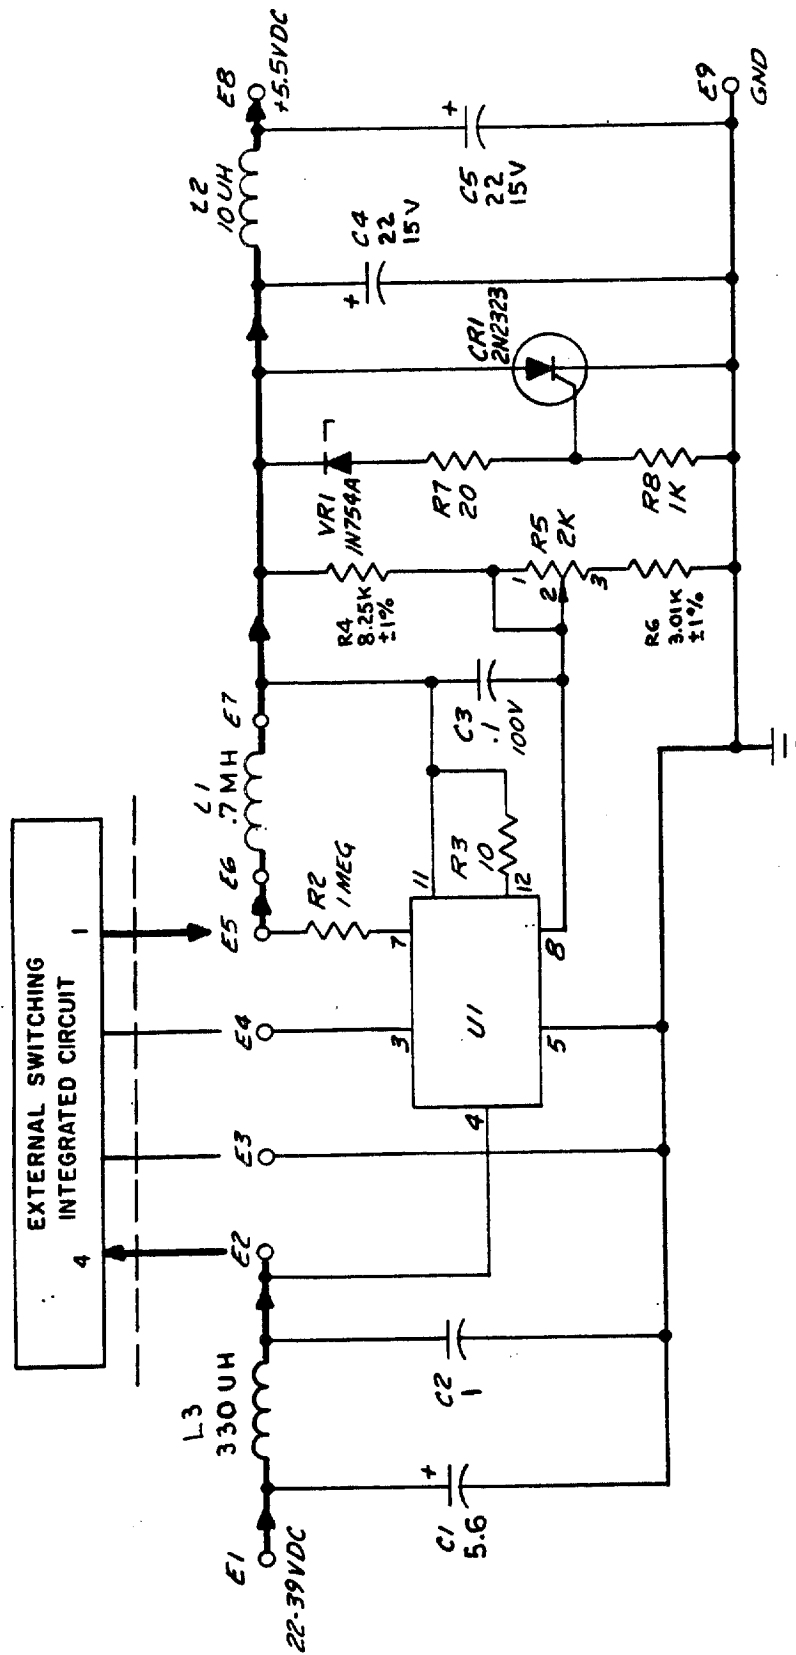 EXTERNAL SWITCHING
INTEGRATED CIRCUIT
4
1
E1
22-39VDC
L3
330UH
E2
E3
E4
E5
E6
L1
.7MH
E7
L2
10UH
E8
+5.5VDC
C1
5.6
+
C2
1
4
3
7
U1
5
8
11
12
R2
1MEG
R3
10
C3
.1
100V
R4
8.25K
±1%
R5
2K
1
2
3
R6
3.01K
±1%
VR1
1N754A
R7
20
R8
1K
CR1
2N2323
C4
22
15V
+
C5
22
15V
+
E9
GND